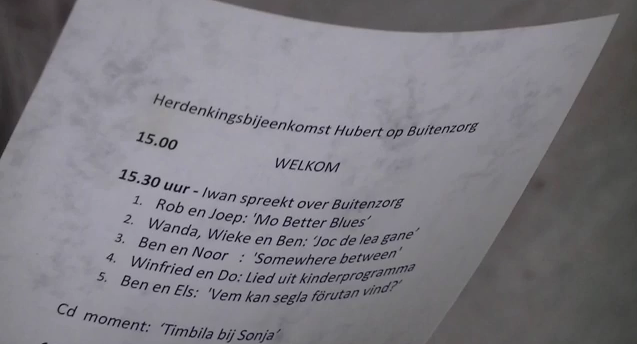 Herdenkingsbijeenkomst Hubert op Buitenzorg
15.00
WELKOM
15.30 uur - Iwan spreekt over Buitenzorg
1. Rob en Joep: 'Mo Better Blues'
2. Wanda, Wieke en Ben: 'Joc de lea gane'
3. Ben en Noor : 'Somewhere between'
4. Winfried en Do: Lied uit kinderprogramma
5. Ben en Els: 'Vem kan segla förutan vind?'
Cd moment: 'Timbila bij Sonja'